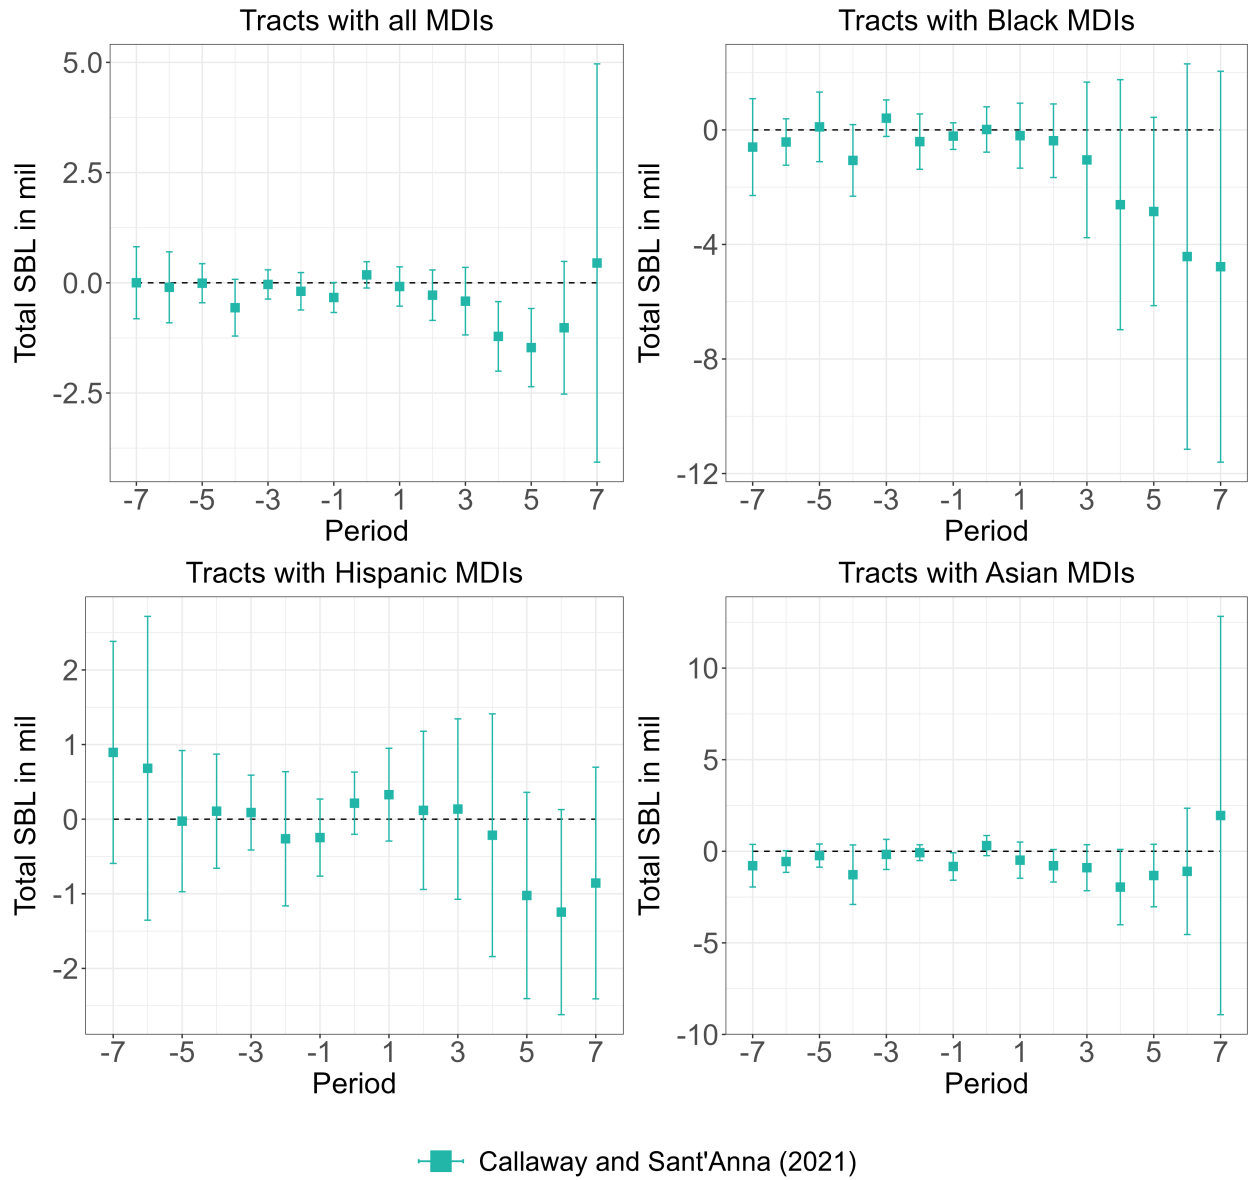 Tracts with all MDIs
Total SBL in mil
5.0
2.5
0.0
-2.5
-7 -5 -3 -1 1 3 5 7
Period
Tracts with Black MDIs
Total SBL in mil
0
-4
-8
-12
-7 -5 -3 -1 1 3 5 7
Period
Tracts with Hispanic MDIs
Total SBL in mil
2
1
0
-1
-2
-7 -5 -3 -1 1 3 5 7
Period
Tracts with Asian MDIs
Total SBL in mil
10
5
0
-5
-10
-7 -5 -3 -1 1 3 5 7
Period
Callaway and Sant'Anna (2021)